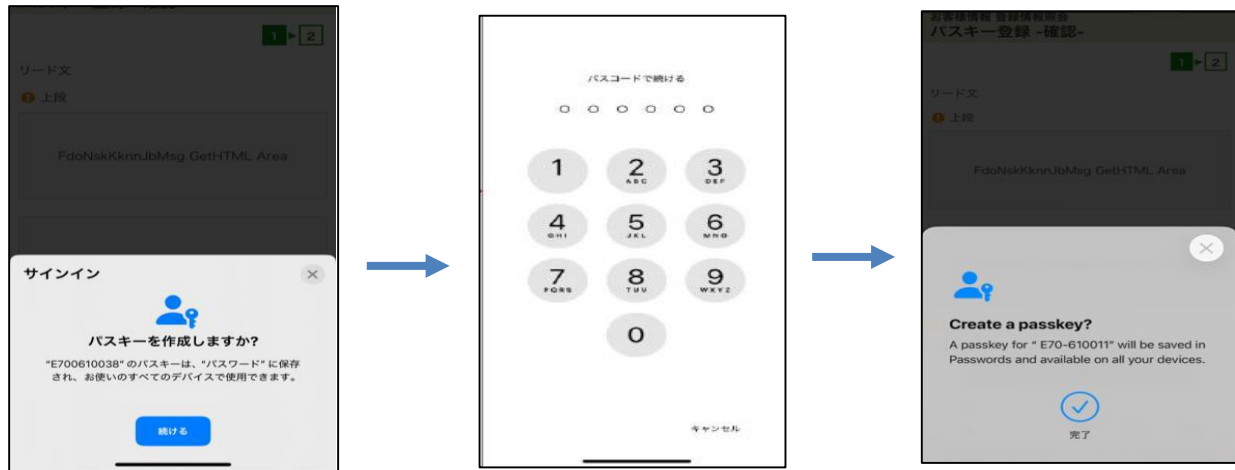 1 ▶ 2
リード文
上段
FdoNskKknnJbMsg GetHTML Area
サインイン
パスキーを作成しますか?
"E700610038" のパスキーは、"パスワード" に保存
され、お使いのすべてのデバイスで使用できます。
続ける
パスコードで続ける
1
2
ABC
3
DEF
4
GHI
5
JKL
6
MNO
7
PQRS
8
TUV
9
WXYZ
0
キャンセル
お客様情報 登録情報照会
パスキー登録 -確認-
1 ▶ 2
リード文
上段
FdoNskKknnJbMsg GetHTML Area
Create a passkey?
A passkey for " E70-610011" will be saved in
Passwords and available on all your devices.
完了